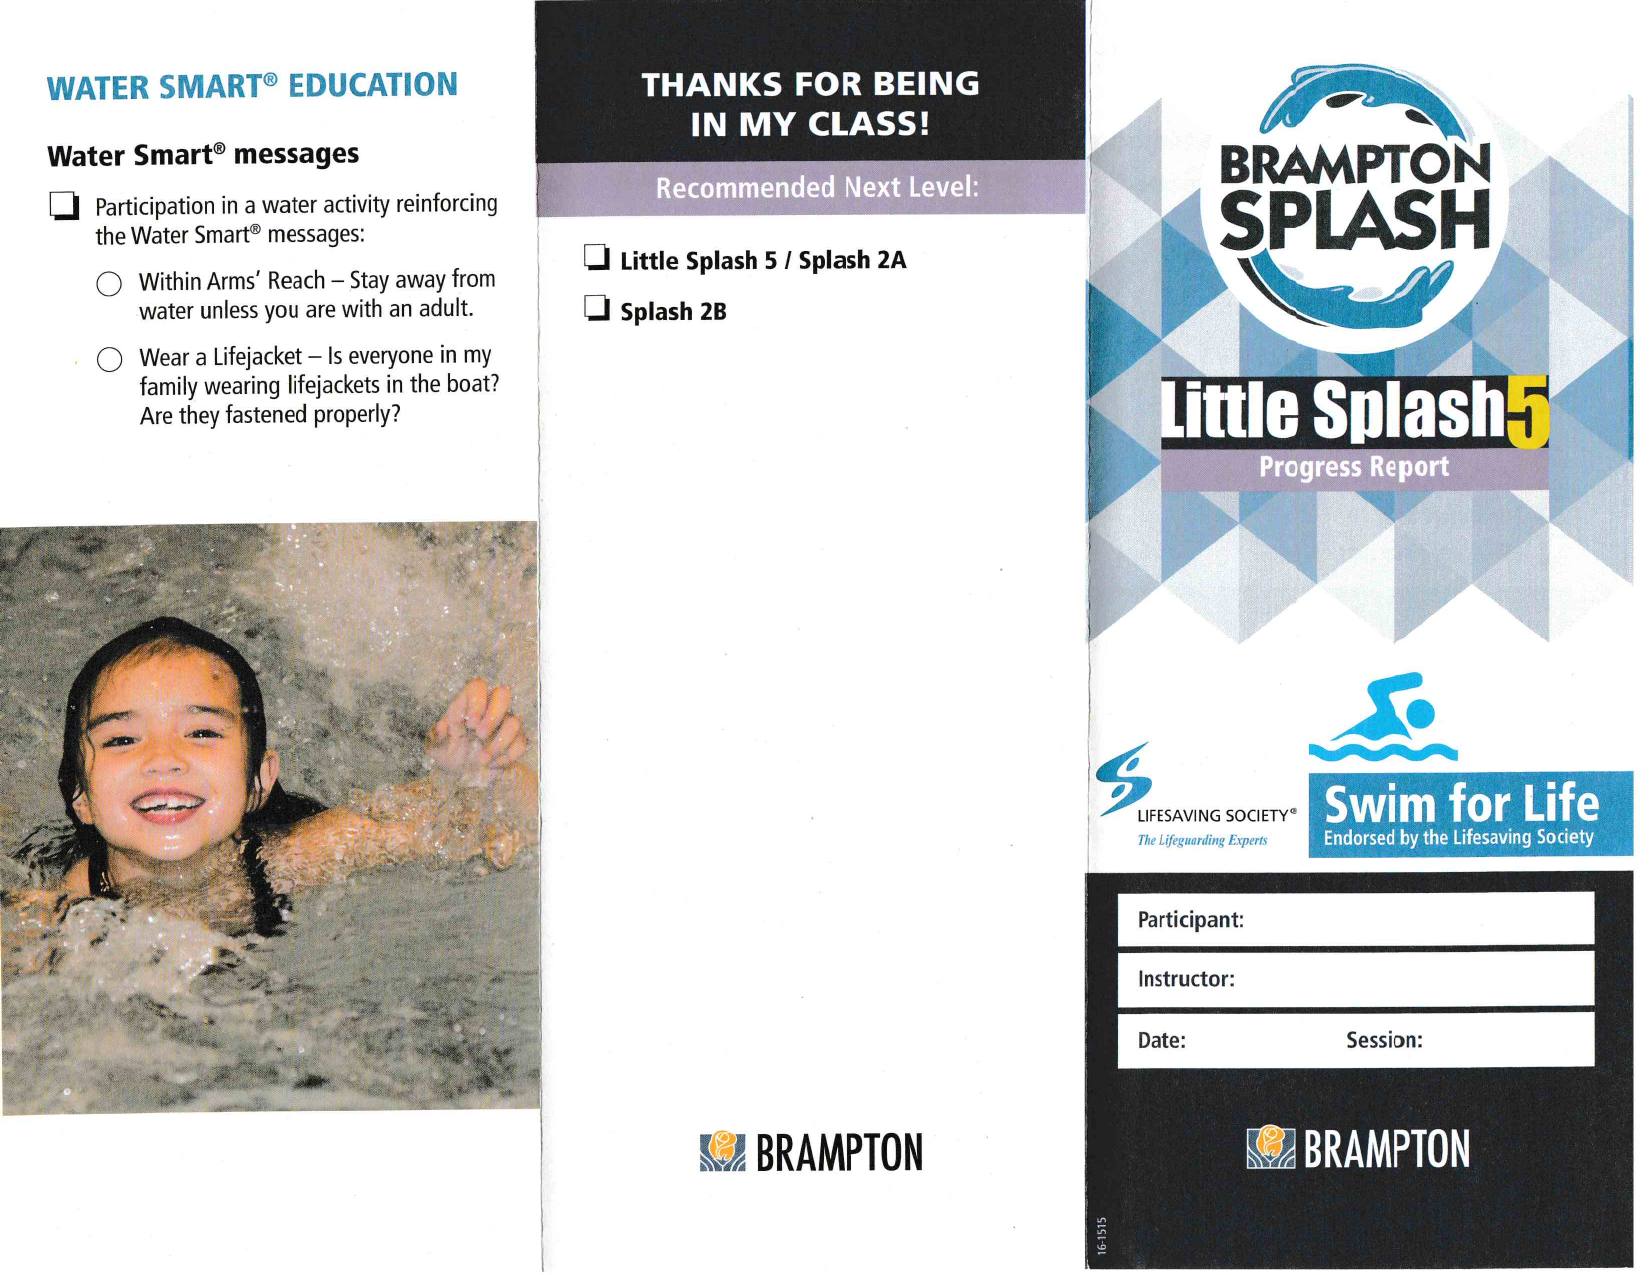 WATER SMART® EDUCATION
Water Smart® messages
Participation in a water activity reinforcing
the Water Smart® messages:
Within Arms' Reach – Stay away from
water unless you are with an adult.
Wear a Lifejacket – Is everyone in my
family wearing lifejackets in the boat?
Are they fastened properly?
THANKS FOR BEING
IN MY CLASS!
Recommended Next Level:
Little Splash 5 / Splash 2A
Splash 2B
BRAMPTON
BRAMPTON
SPLASH
Little Splash5
Progress Report
LIFESAVING SOCIETY®
The Lifeguarding Experts
Swim for Life
Endorsed by the Lifesaving Society
Participant:
Instructor:
Date: Session:
BRAMPTON
16-1515